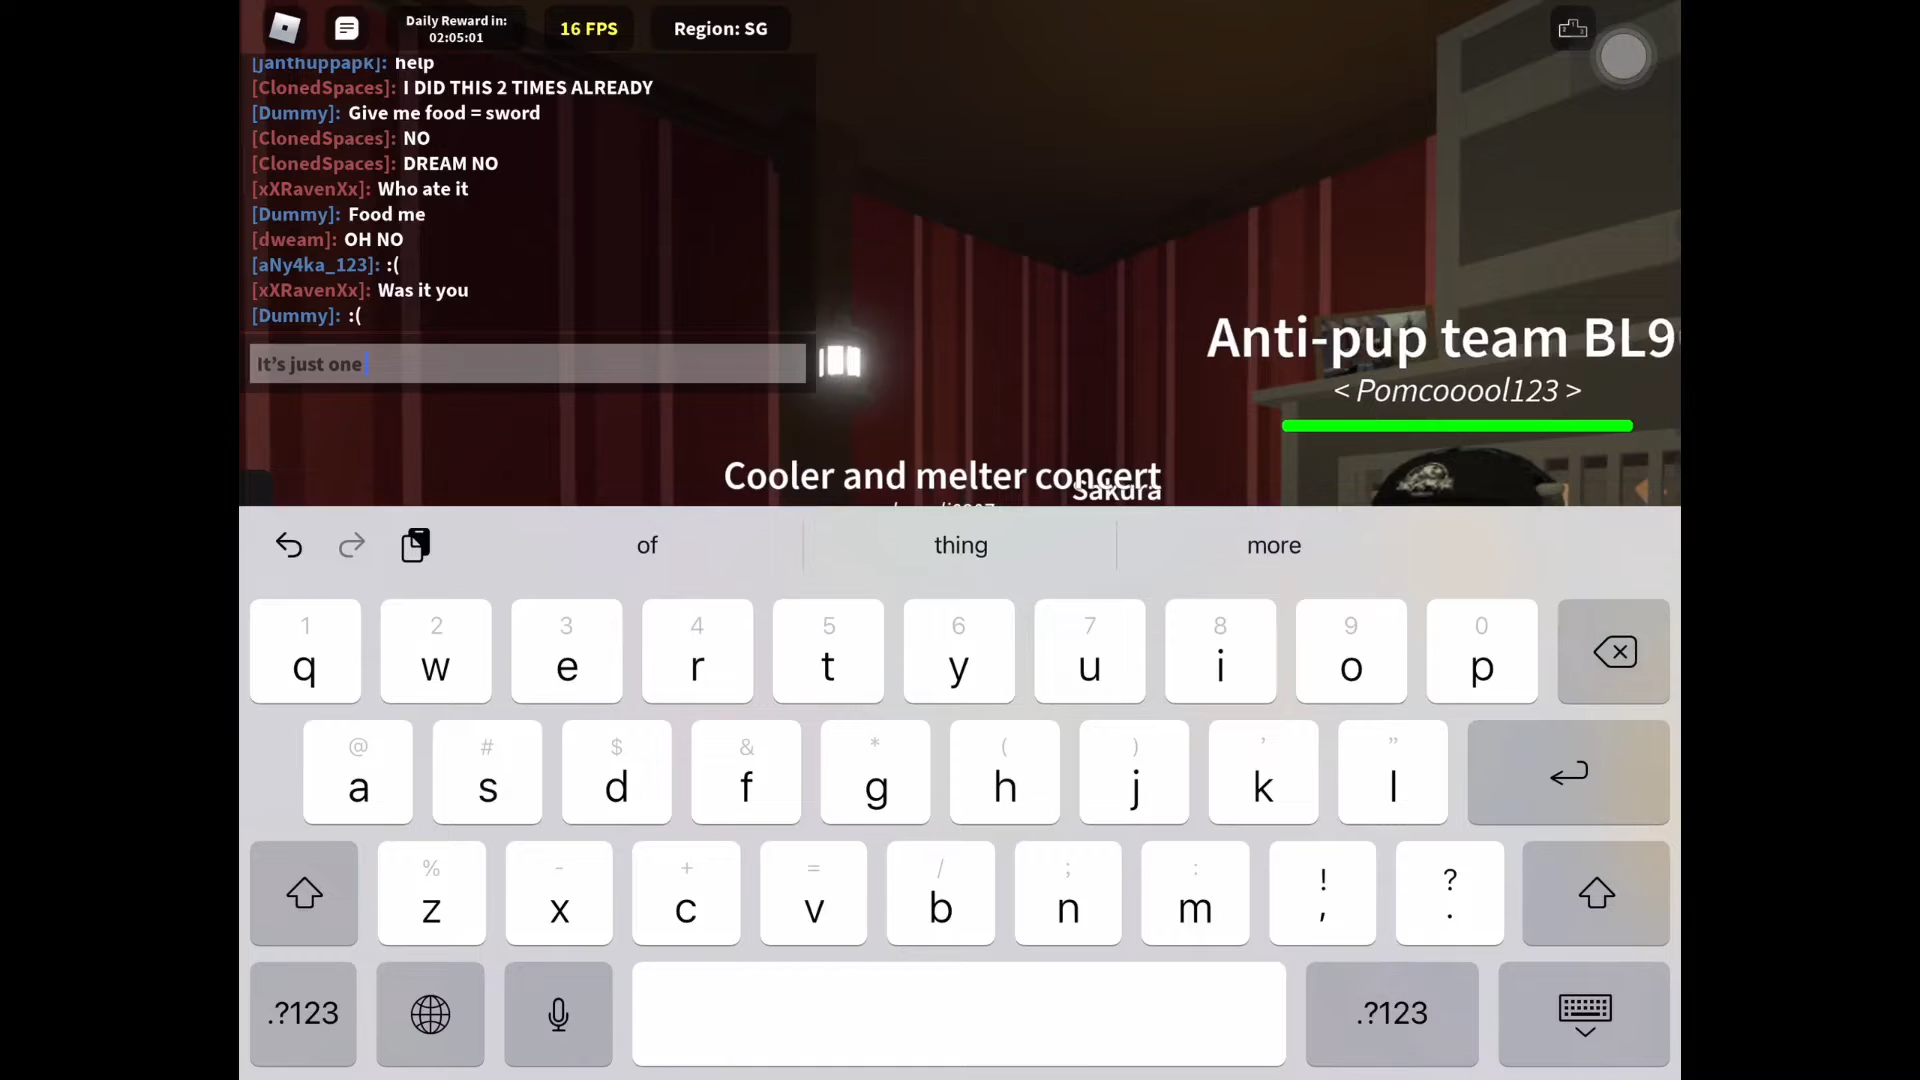 Daily Reward in:
02:05:01
16 FPS
Region: SG
[janthuppapk]: help
[ClonedSpaces]: I DID THIS 2 TIMES ALREADY
[Dummy]: Give me food = sword
[ClonedSpaces]: NO
[ClonedSpaces]: DREAM NO
[xXRavenXx]: Who ate it
[Dummy]: Food me
[dweam]: OH NO
[aNy4ka_123]: :(
[xXRavenXx]: Was it you
[Dummy]: :(
It's just one
Anti-pup team BL9
< Pomcooool123 >
Cooler and melter concert
Sakura
of thing more
1 2 3 4 5 6 7 8 9 0
q w e r t y u i o p
@ # $ & * ( ) ' "
a s d f g h j k l
% - + = / ; : ! ?
z x c v b n m , .
.?123 .?123